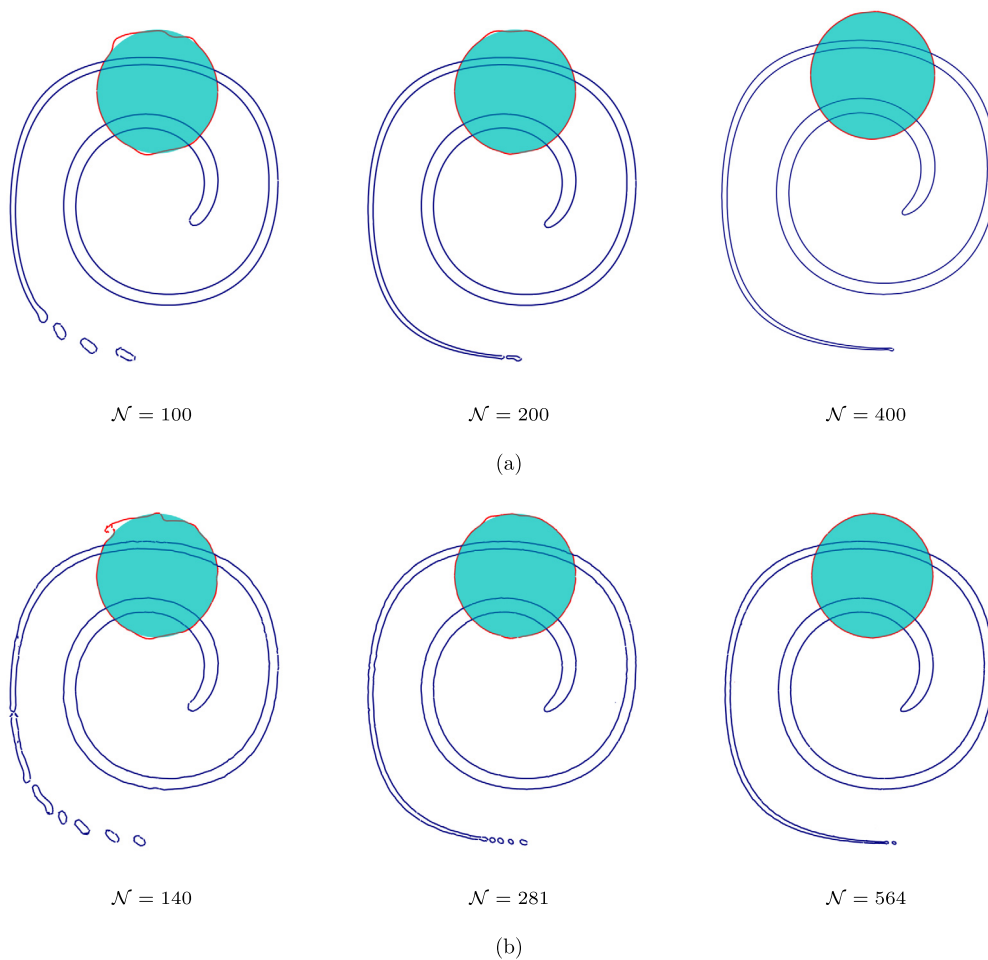 𝒩 = 100
𝒩 = 200
𝒩 = 400
(a)
𝒩 = 140
𝒩 = 281
𝒩 = 564
(b)